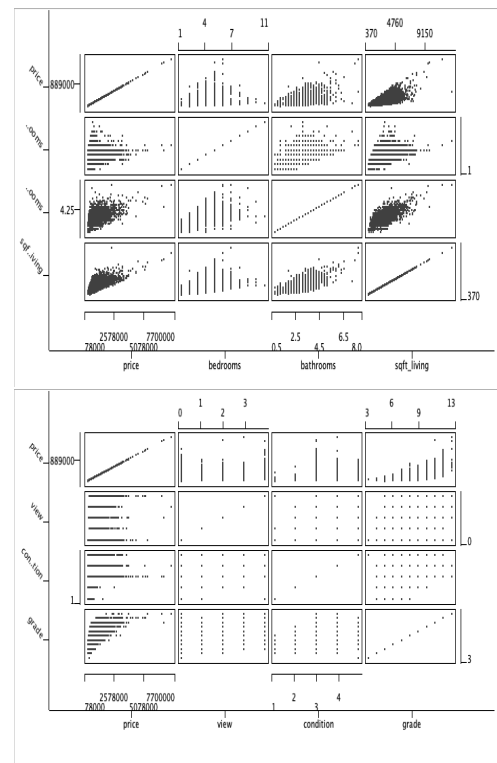 4 11
1 7
4760
370 9150
price
889000
..ooms
1
..ooms
4.25
sqf..iving
370
2578000 7700000
78000 5078000
2.5 6.5
0.5 4.5 8.0
price bedrooms bathrooms sqft_living
1 3
0 2
6 13
3 9
price
889000
view
0
con..tion
1
grade
3
2578000 7700000
78000 5078000
2 4
1 3
price view condition grade